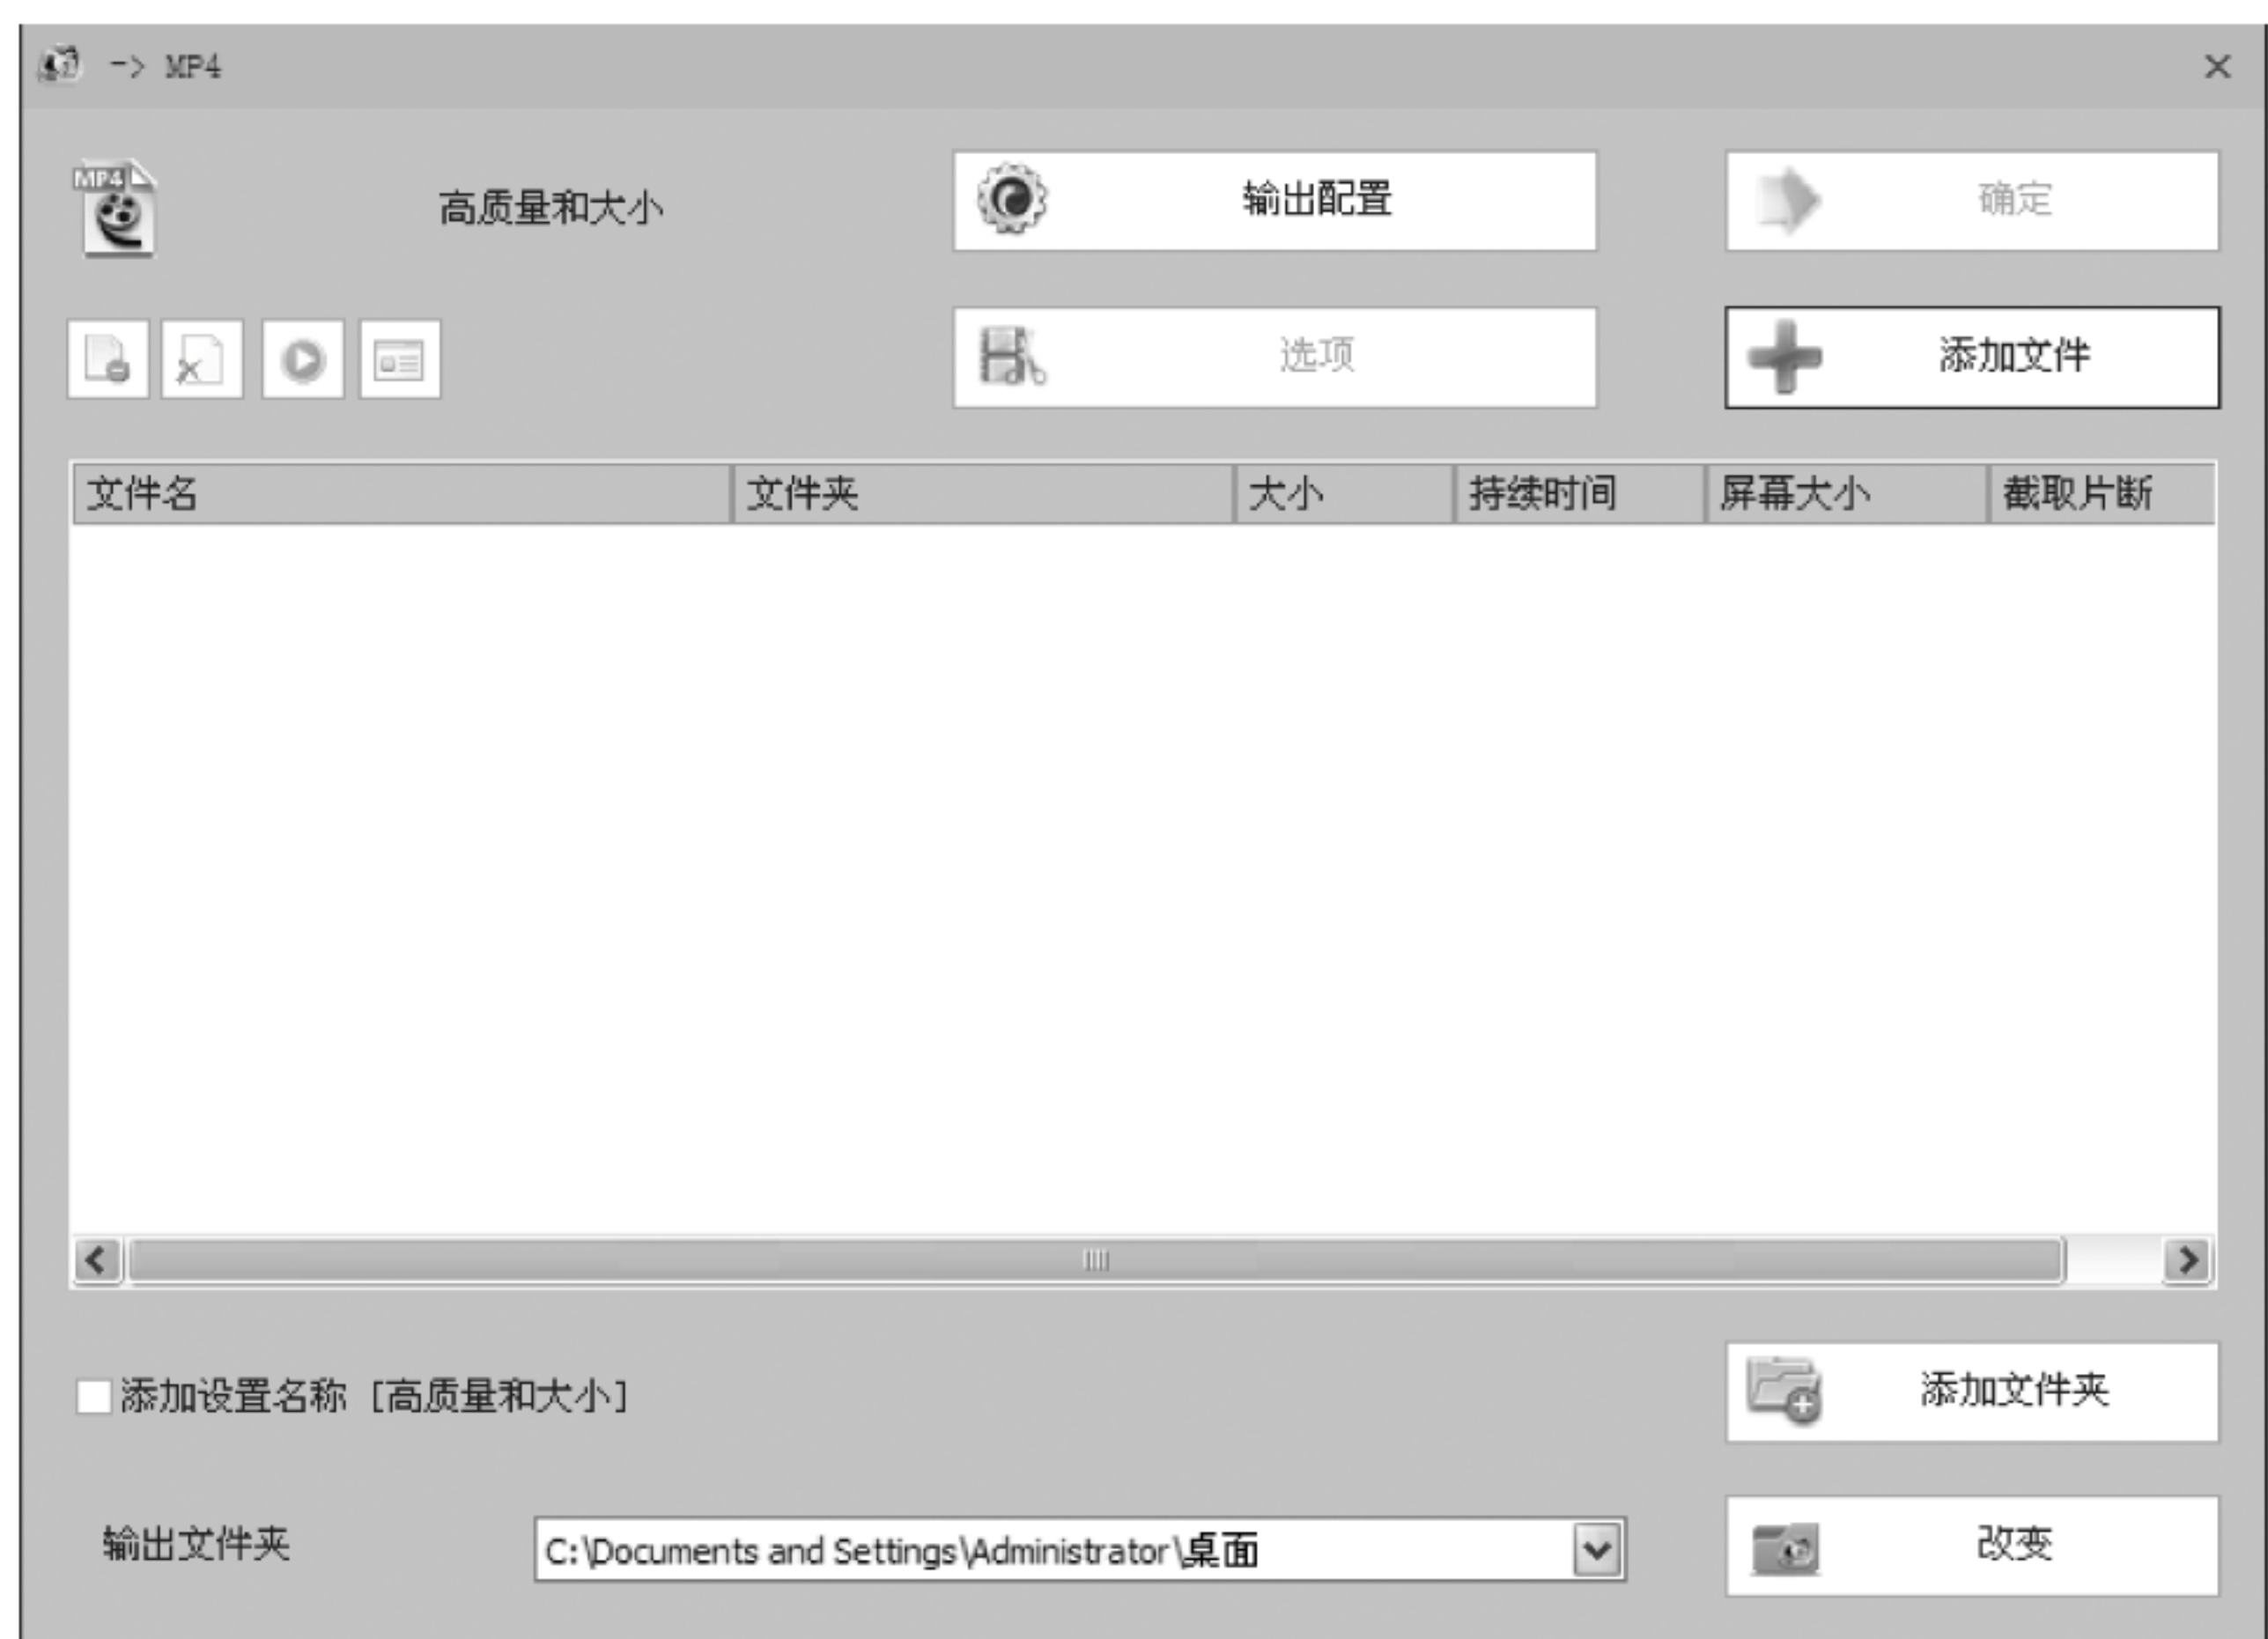 -> MP4
MP4
高质量和大小
输出配置
确定
选项
添加文件
文件名 文件夹 大小 持续时间 屏幕大小 截取片断
添加设置名称 [高质量和大小]
添加文件夹
输出文件夹
C:\Documents and Settings\Administrator\桌面
改变